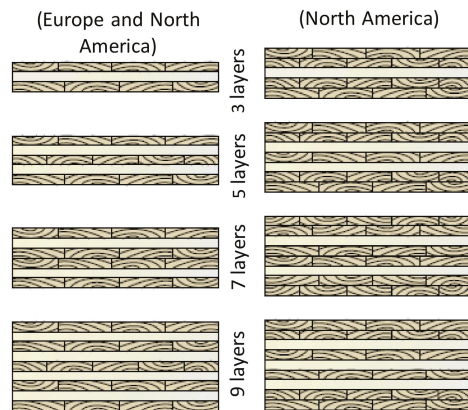 (Europe and North
America)
(North America)
3 layers
5 layers
7 layers
9 layers